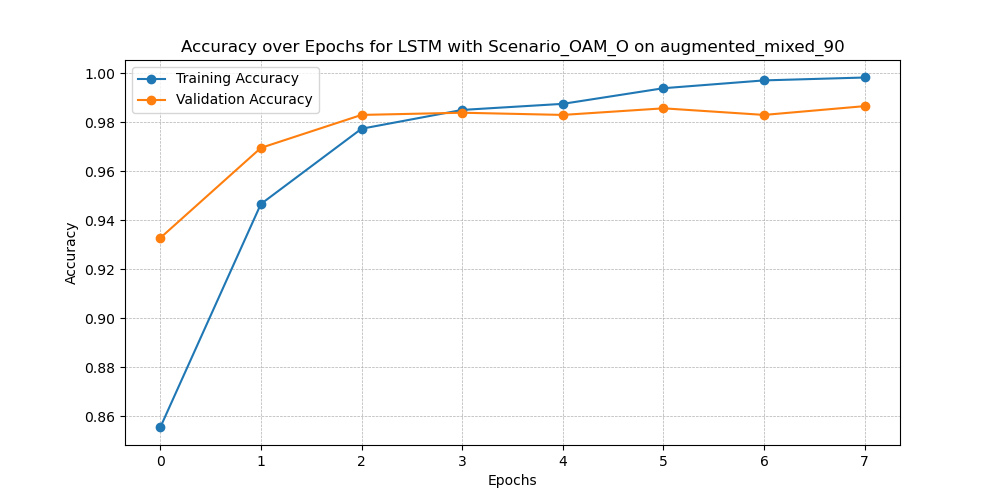 Accuracy over Epochs for LSTM with Scenario_OAM_O on augmented_mixed_90
Training Accuracy
Validation Accuracy
Accuracy
1.00
0.98
0.96
0.94
0.92
0.90
0.88
0.86
0 1 2 3 4 5 6 7
Epochs